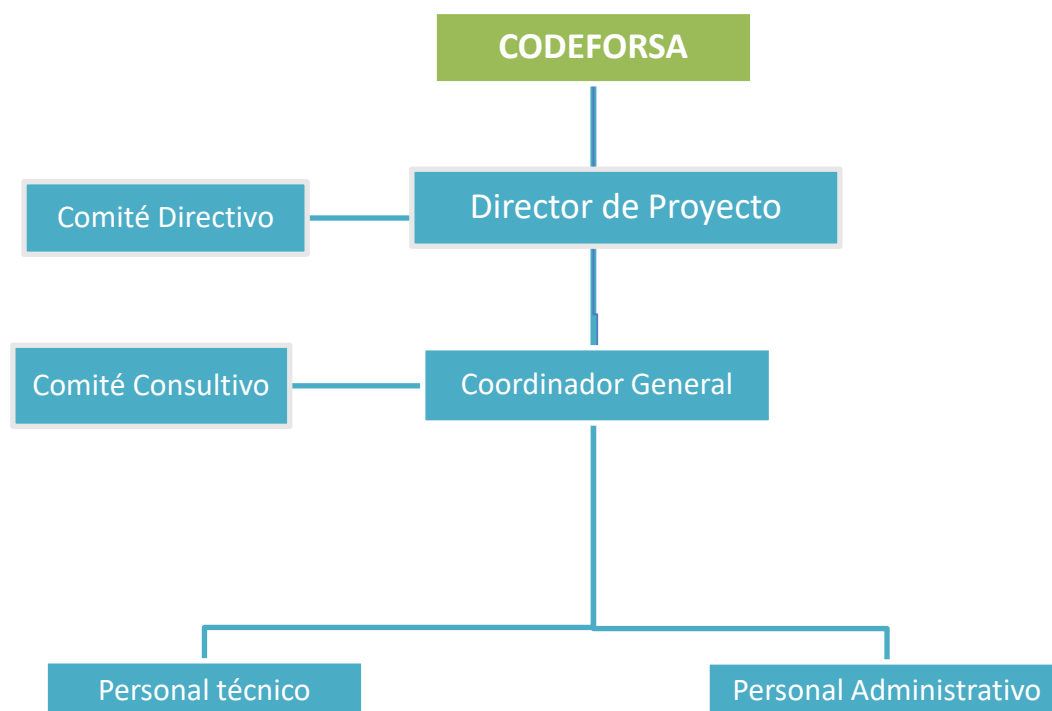 CODEFORSA
Director de Proyecto
Comité Directivo
Coordinador General
Comité Consultivo
Personal técnico
Personal Administrativo